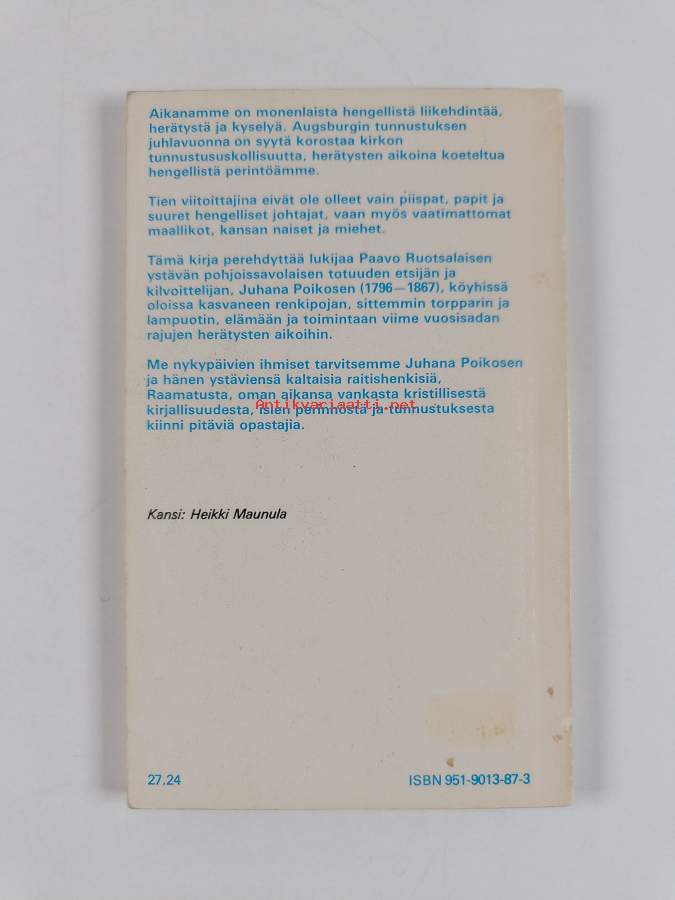 Aikanamme on monenlaista hengellistä liikehdintää,
herätystä ja kyselyä. Augsburgin tunnustuksen
juhlavuonna on syytä korostaa kirkon
tunnustususkollisuutta, herätysten aikoina koeteltua
hengellistä perintöämme.
Tien viitoittajina eivät ole olleet vain piispat, papit ja
suuret hengelliset johtajat, vaan myös vaatimattomat
maallikot, kansan naiset ja miehet.
Tämä kirja perehdyttää lukijaa Paavo Ruotsalaisen
ystävän pohjoissavolaisen totuuden etsijän ja
kilvoittelijan, Juhana Poikosen (1796—1867), köyhissä
oloissa kasvaneen renkipojan, sittemmin torpparin ja
lampuotin, elämään ja toimintaan viime vuosisadan
rajujen herätysten aikoihin.
Me nykypäivien ihmiset tarvitsemme Juhana Poikosen
ja hänen ystäviensä kaltaisia raitishenkisiä,
Raamatusta, oman aikansa vankasta kristillisestä
Antikvariaatti.net
kirjallisuudesta, isien perinnöstä ja tunnustuksesta
kiinni pitäviä opastajia.
Kansi: Heikki Maunula
27.24
ISBN 951-9013-87-3